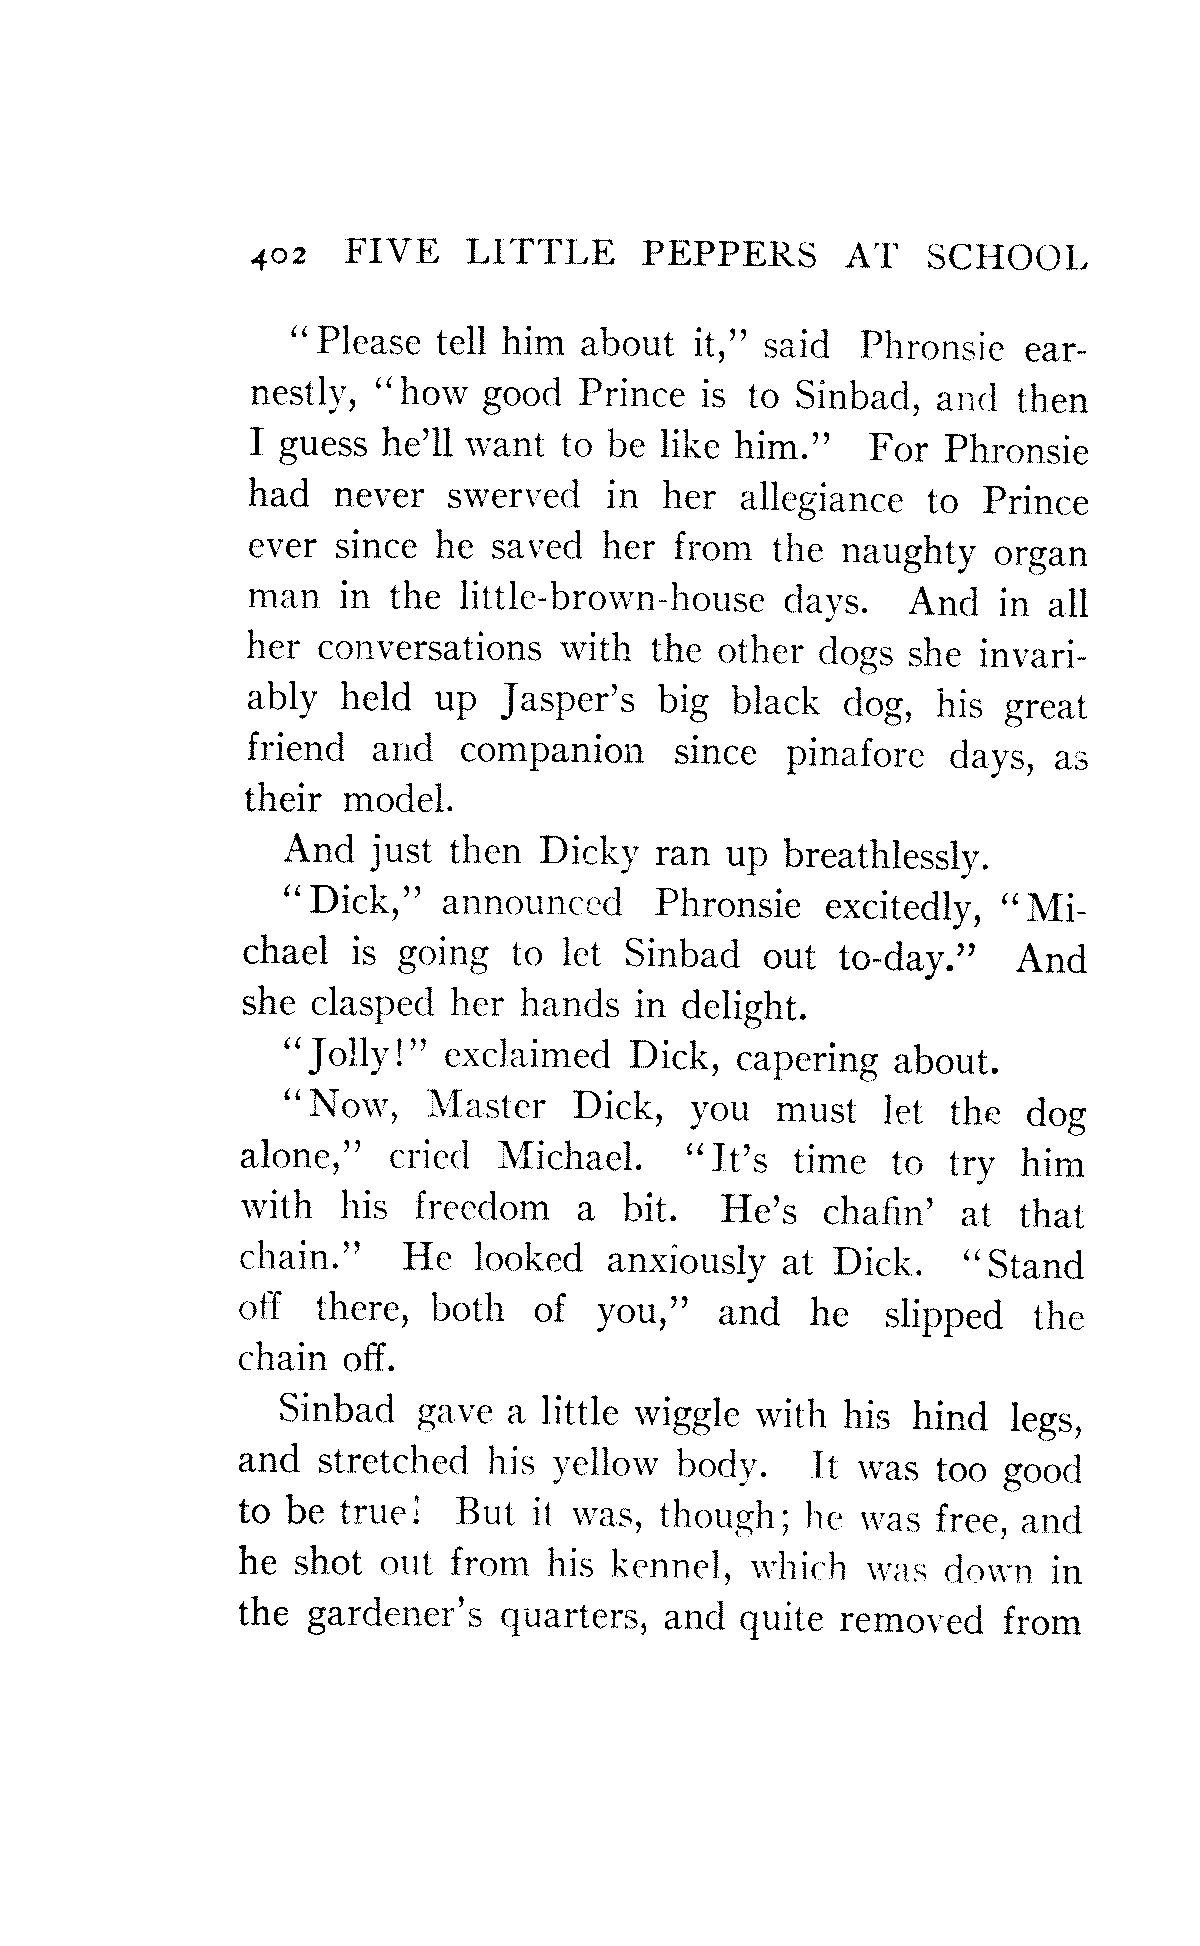 402 FIVE LITTLE PEPPERS AT SCHOOL
"Please tell him about it," said Phronsie ear-
nestly, "how good Prince is to Sinbad, and then
I guess he'll want to be like him." For Phronsie
had never swerved in her allegiance to Prince
ever since he saved her from the naughty organ
man in the little-brown-house days. And in all
her conversations with the other dogs she invari-
ably held up Jasper's big black dog, his great
friend and companion since pinafore days, as
their model.
And just then Dicky ran up breathlessly.
"Dick," announced Phronsie excitedly, "Mi-
chael is going to let Sinbad out to-day." And
she clasped her hands in delight.
"Jolly!" exclaimed Dick, capering about.
"Now, Master Dick, you must let the dog
alone," cried Michael. "It's time to try him
with his freedom a bit. He's chafin' at that
chain." He looked anxiously at Dick. "Stand
off there, both of you," and he slipped the
chain off.
Sinbad gave a little wiggle with his hind legs,
and stretched his yellow body. It was too good
to be true! But it was, though; he was free, and
he shot out from his kennel, which was down in
the gardener's quarters, and quite removed from